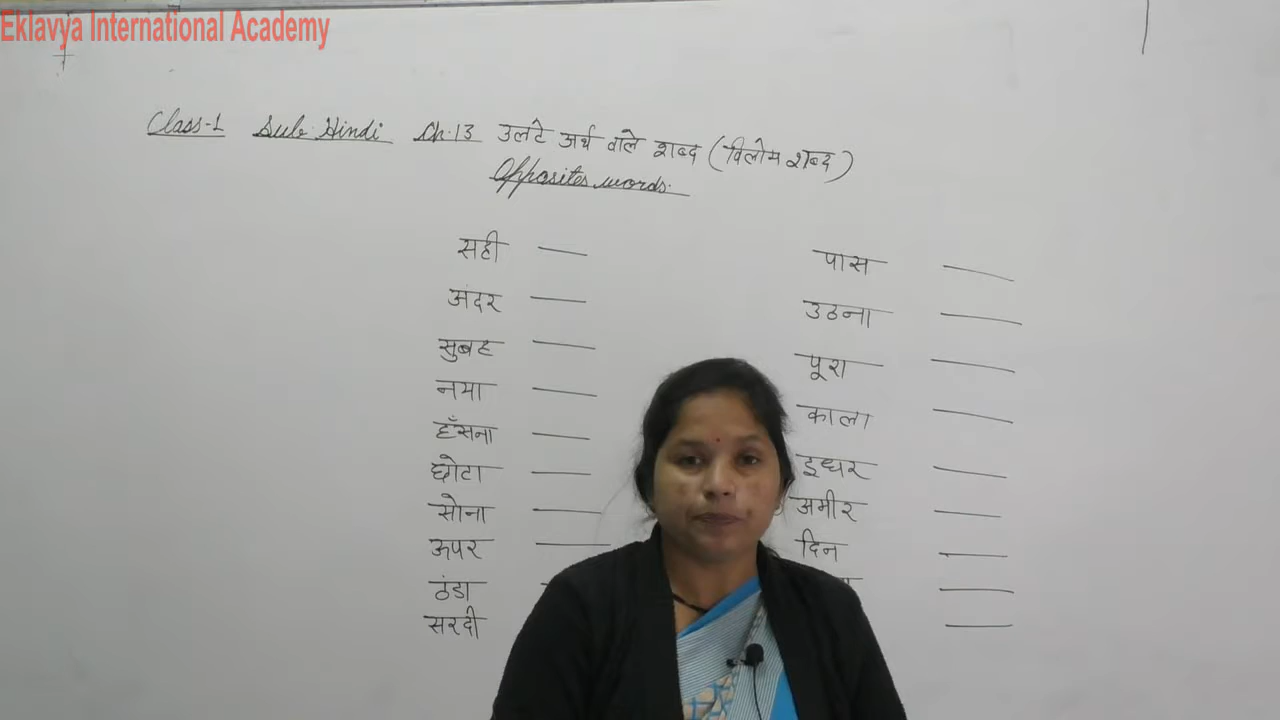 Eklavya International Academy
Class-1 Sub. Hindi Ch.13 उलटे अर्थ वाले शब्द (विलोम शब्द)
Opposites words.
सही —
अंदर —
सुबह —
नया —
हँसना —
छोटा —
सोना —
ऊपर —
ठंडा —
सरदी
पास —
उठना —
पूरा —
काला —
इधर —
अमीर —
दिन —
—
—